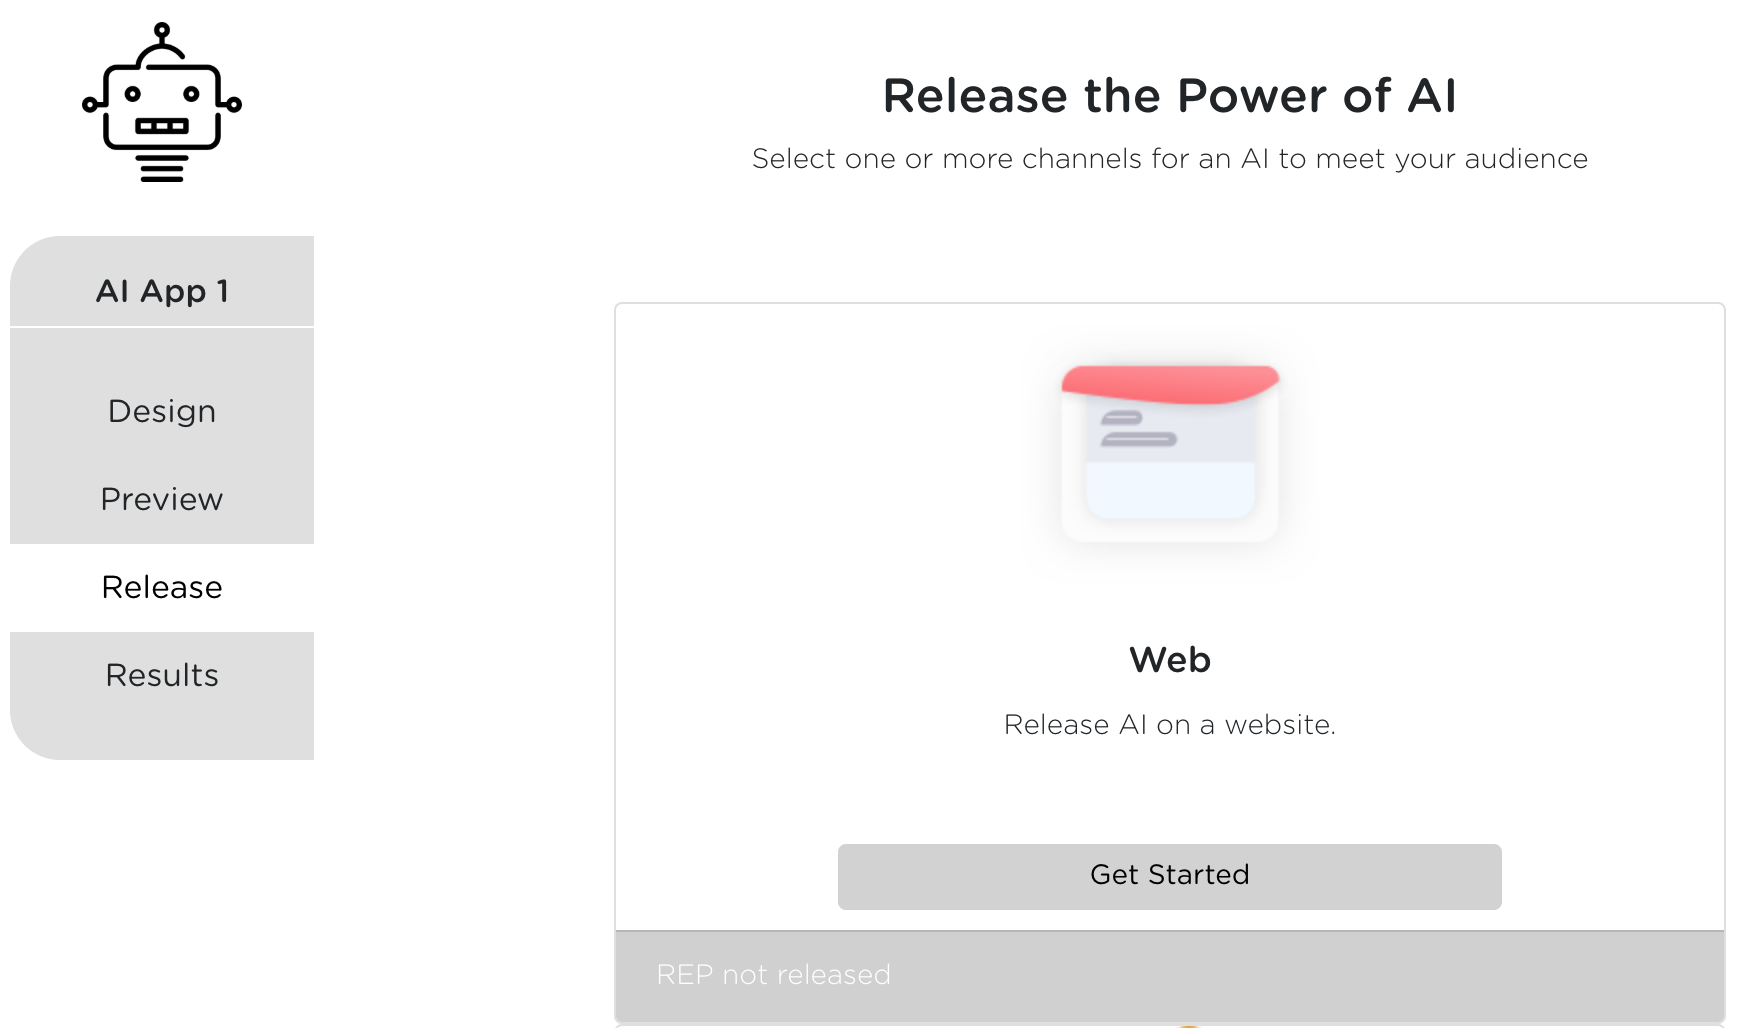 Release the Power of AI
Select one or more channels for an AI to meet your audience
AI App 1
Design
Preview
Release
Results
Web
Release AI on a website.
Get Started
REP not released